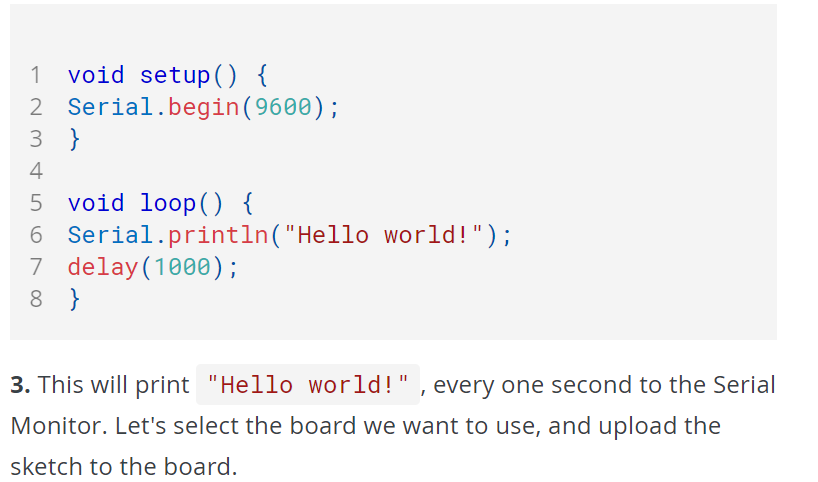 1 void setup() {
2 Serial.begin(9600);
3 }
4
5 void loop() {
6 Serial.println("Hello world!");
7 delay(1000);
8 }
3. This will print "Hello world!" , every one second to the Serial
Monitor. Let's select the board we want to use, and upload the
sketch to the board.